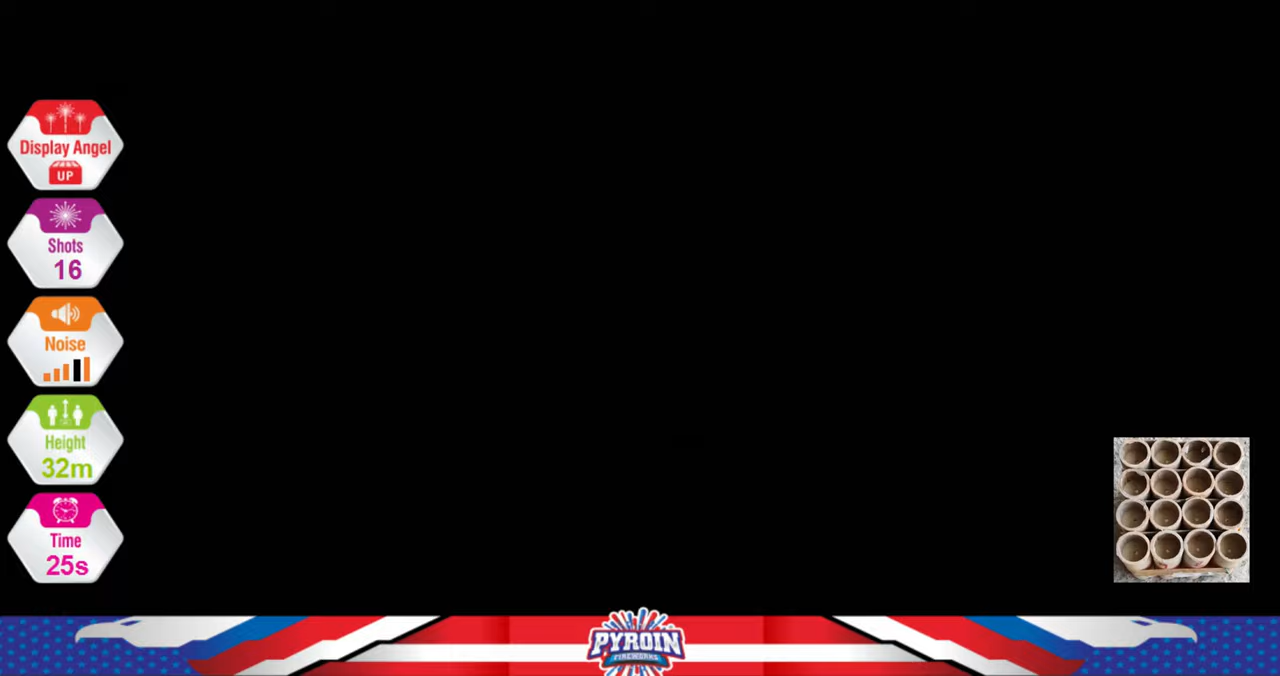 Display Angel
UP
Shots
16
Noise
Height
32m
Time
25s
PYROIN
FIREWORKS